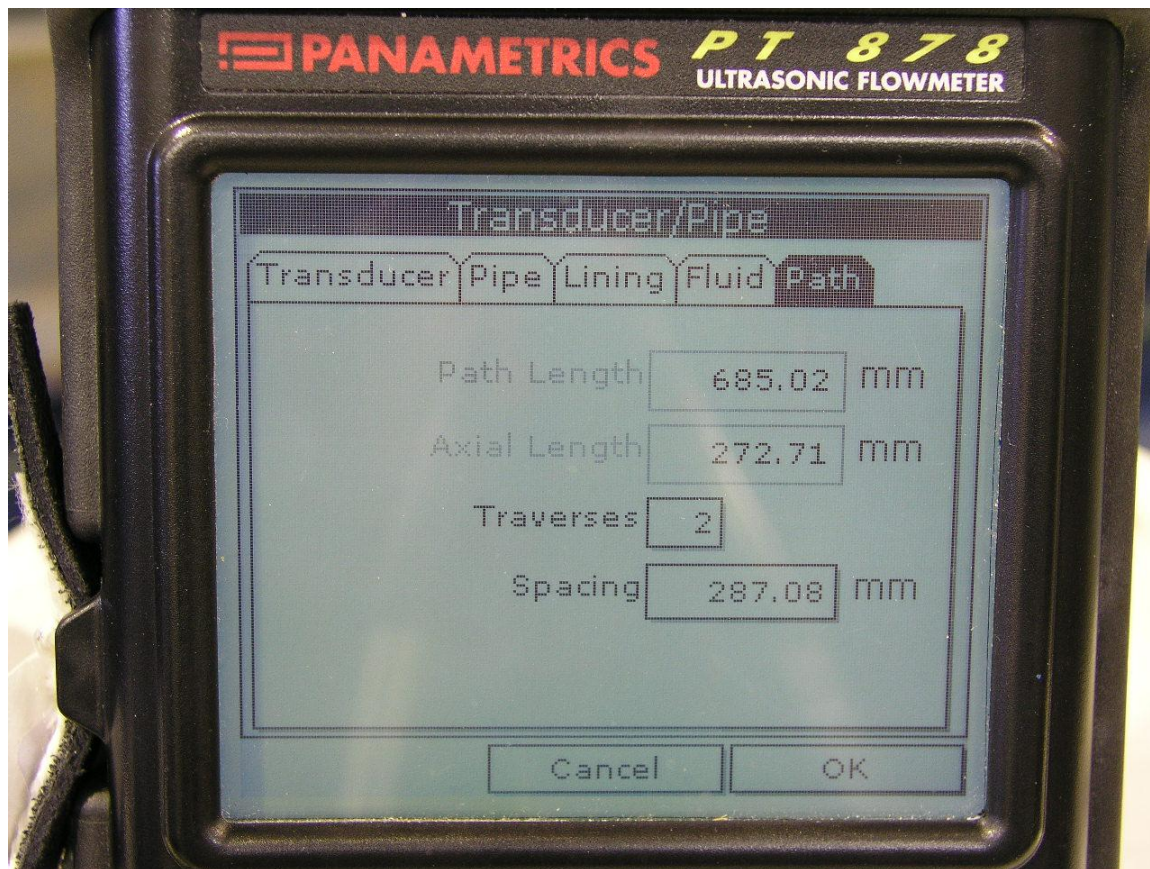 PANAMETRICS PT 878
ULTRASONIC FLOWMETER
Transducer/Pipe
Transducer Pipe Lining Fluid Path
Path Length 685.02 mm
Axial Length 272.71 mm
Traverses 2
Spacing 287.08 mm
Cancel OK